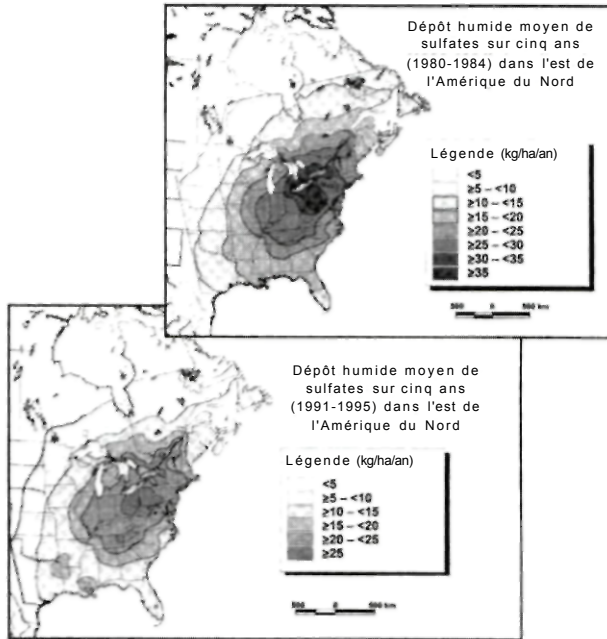 Dépôt humide moyen de
sulfates sur cinq ans
(1980-1984) dans l'est de
l'Amérique du Nord
Légende (kg/ha/an)
<5
≥5 – <10
≥10 – <15
≥15 – <20
≥20 – <25
≥25 – <30
≥30 – <35
≥35
500 0 500 km
Dépôt humide moyen de
sulfates sur cinq ans
(1991-1995) dans l'est de
l'Amérique du Nord
Légende (kg/ha/an)
<5
≥5 – <10
≥10 – <15
≥15 – <20
≥20 – <25
≥25
500 0 500 km